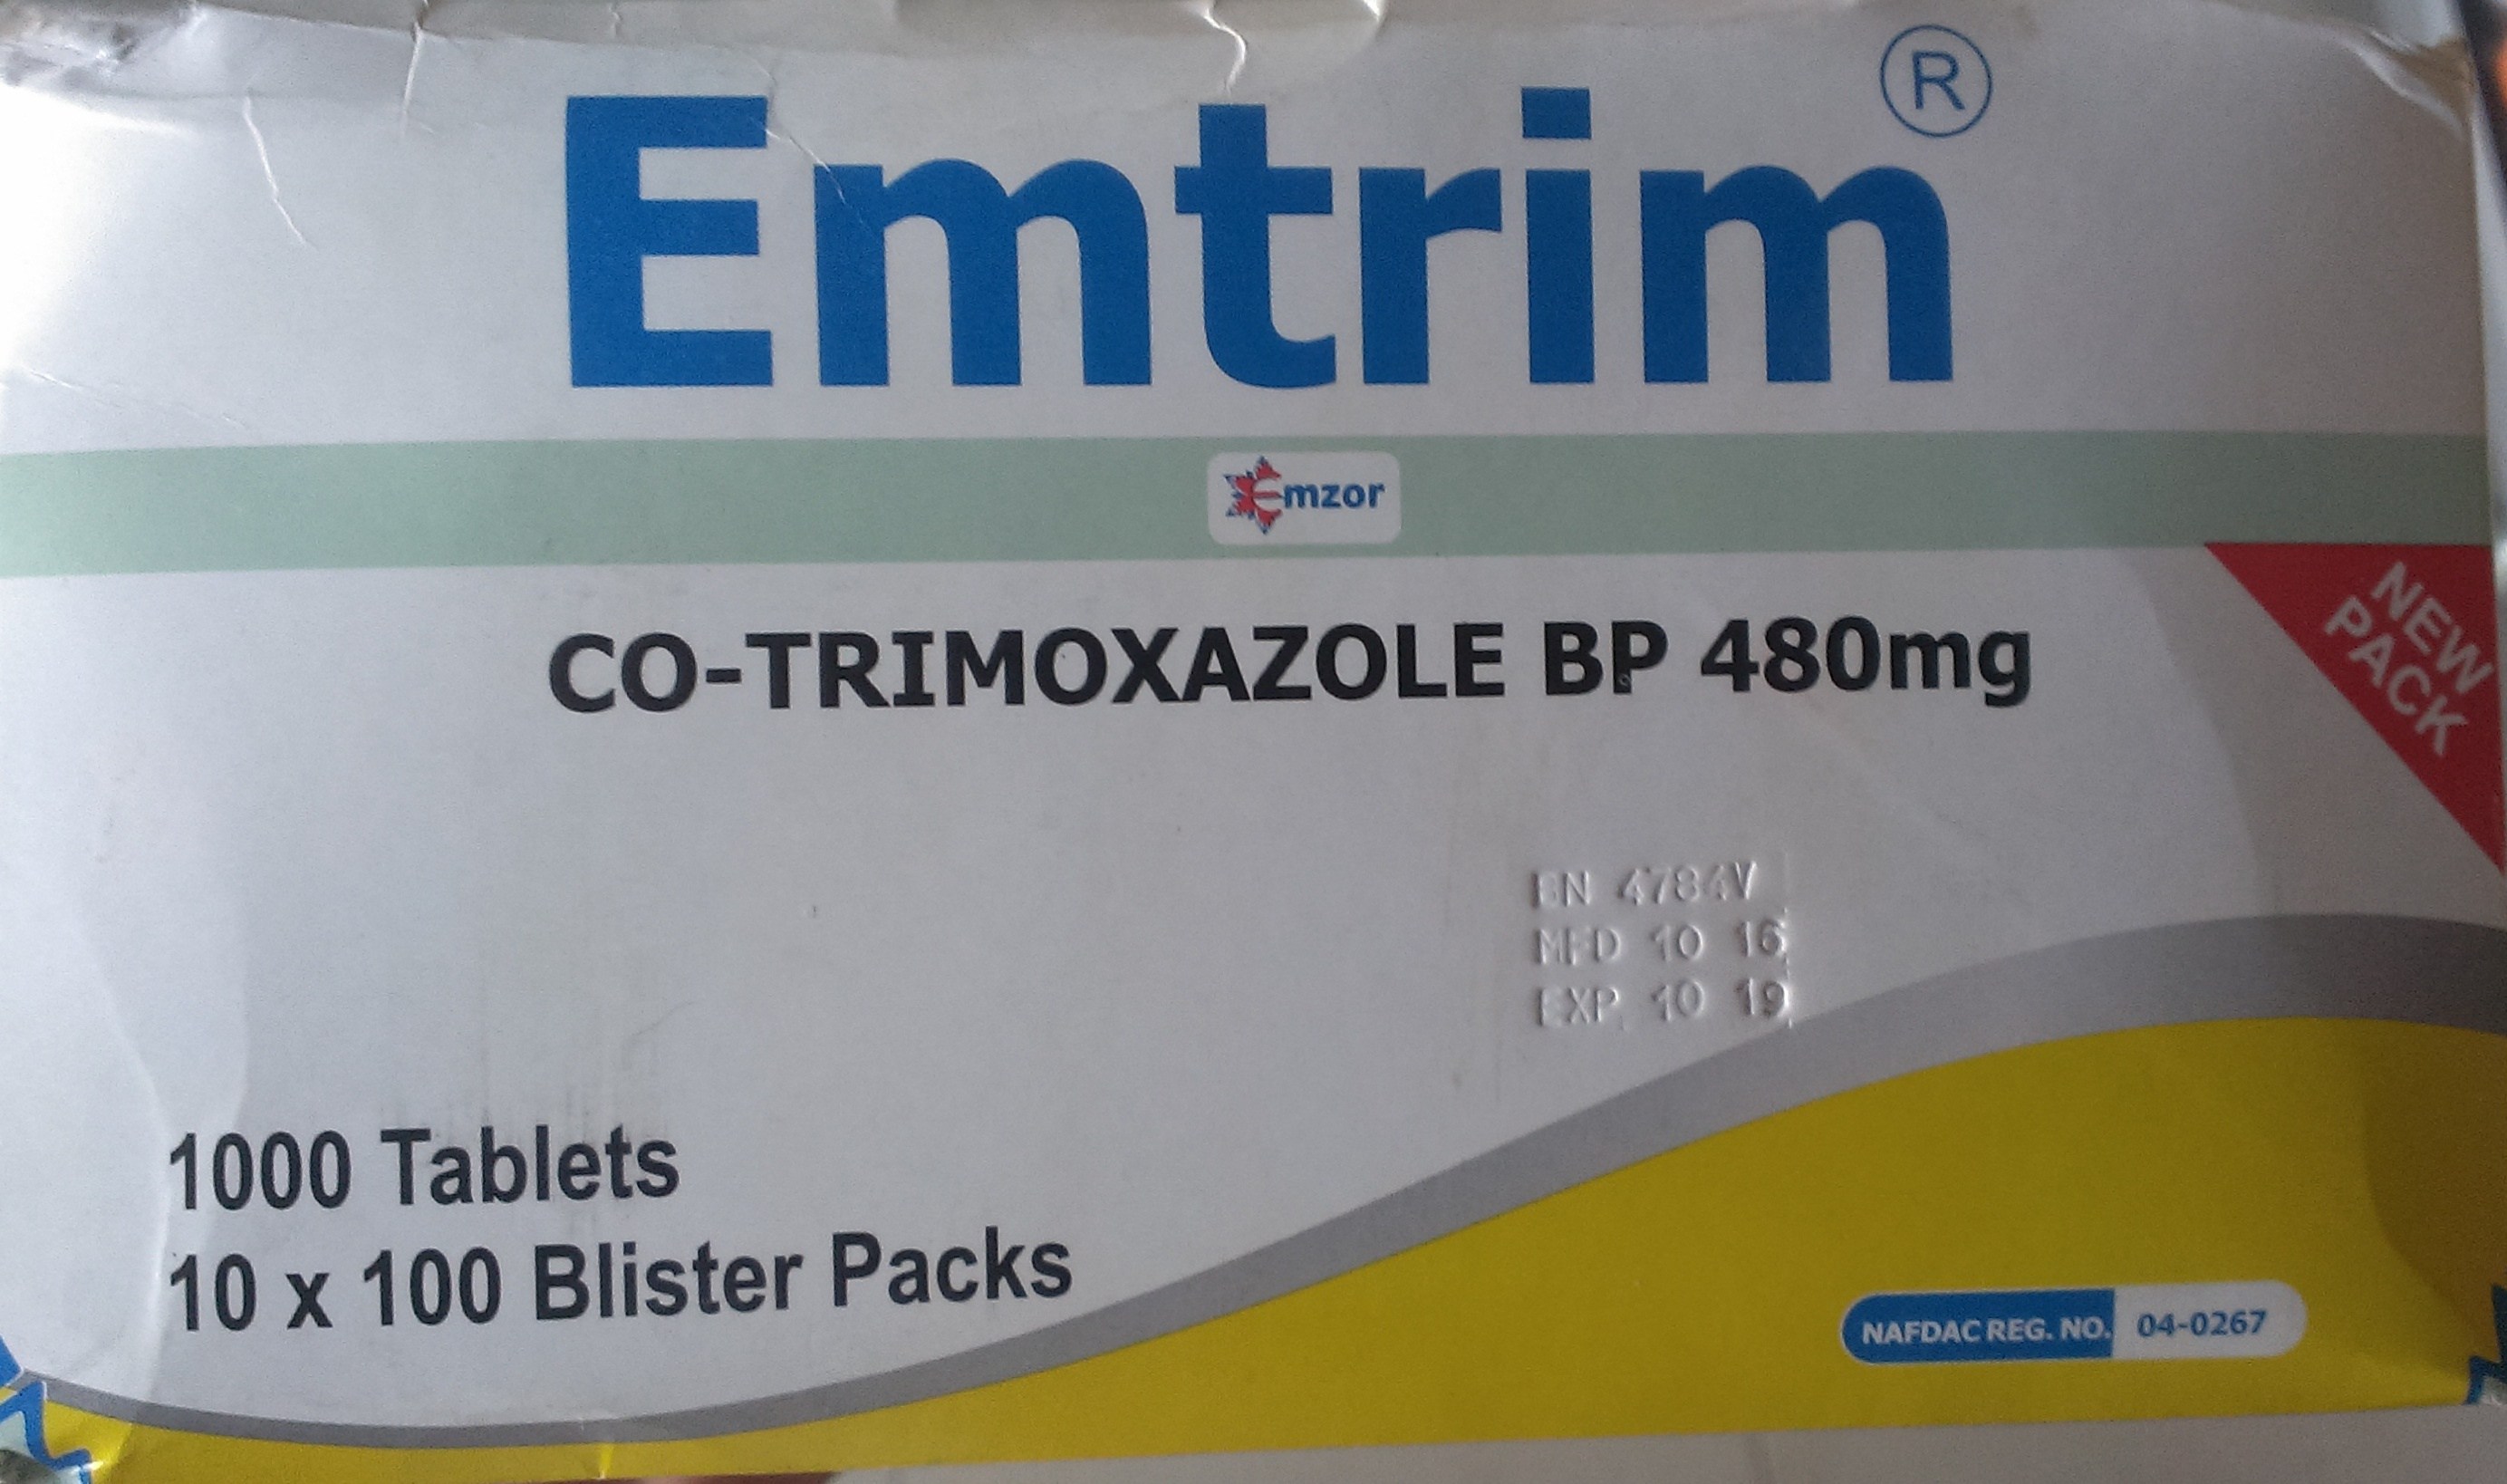 Emtrim®
Emzor
CO-TRIMOXAZOLE BP 480mg
NEW
PACK
BN 4784V
MFD 10 16
EXP 10 19
1000 Tablets
10 x 100 Blister Packs
NAFDAC REG. NO. 04-0267